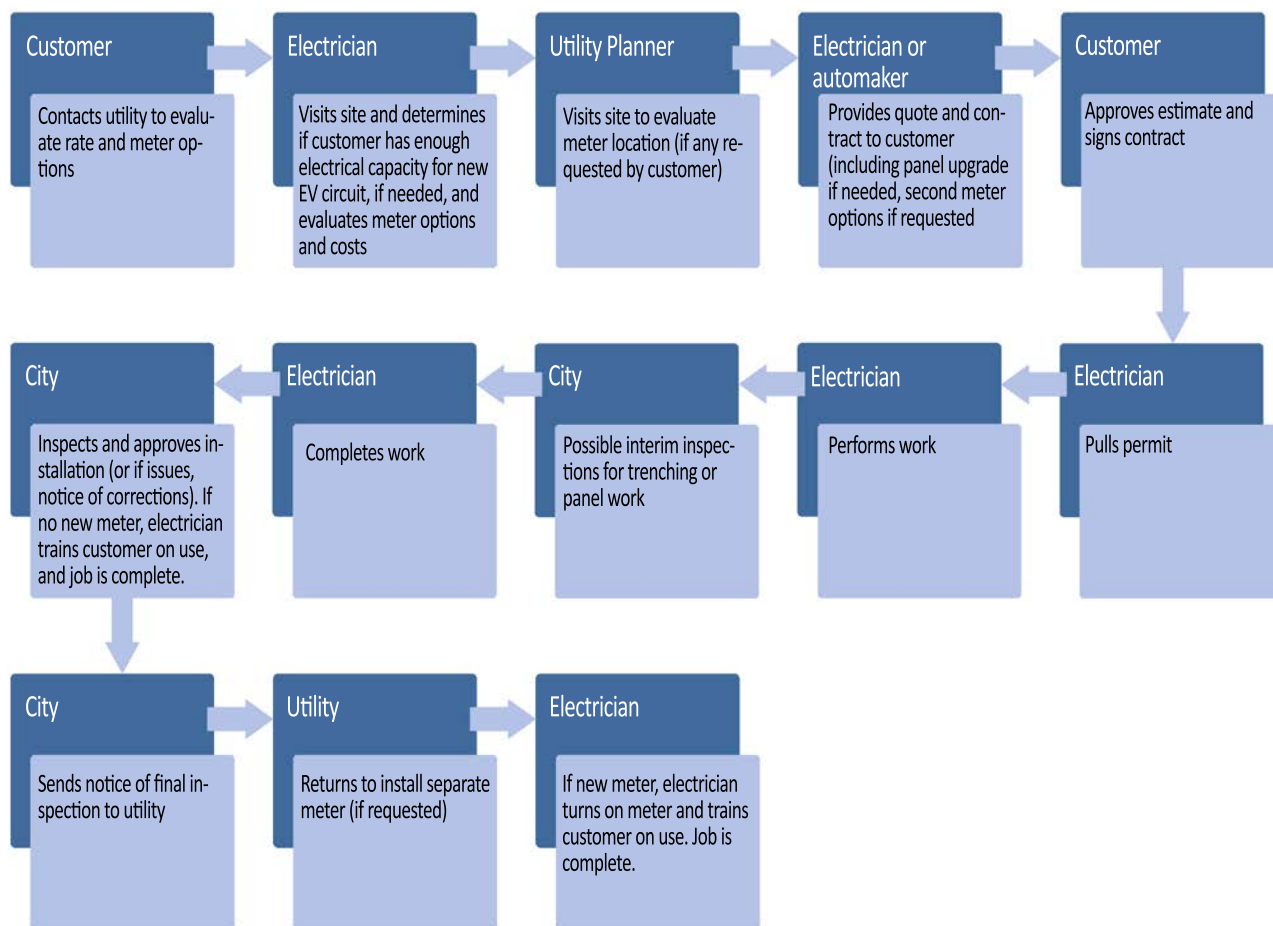 Customer
Contacts utility to evalu-
ate rate and meter op-
tions
Electrician
Visits site and determines
if customer has enough
electrical capacity for new
EV circuit, if needed, and
evaluates meter options
and costs
Utility Planner
Visits site to evaluate
meter location (if any re-
quested by customer)
Electrician or
automaker
Provides quote and con-
tract to customer
(including panel upgrade
if needed, second meter
options if requested
Customer
Approves estimate and
signs contract
Electrician
Pulls permit
Electrician
Performs work
City
Possible interim inspec-
tions for trenching or
panel work
Electrician
Completes work
City
Inspects and approves in-
stallation (or if issues,
notice of corrections). If
no new meter, electrician
trains customer on use,
and job is complete.
City
Sends notice of final in-
spection to utility
Utility
Returns to install separate
meter (if requested)
Electrician
If new meter, electrician
turns on meter and trains
customer on use. Job is
complete.